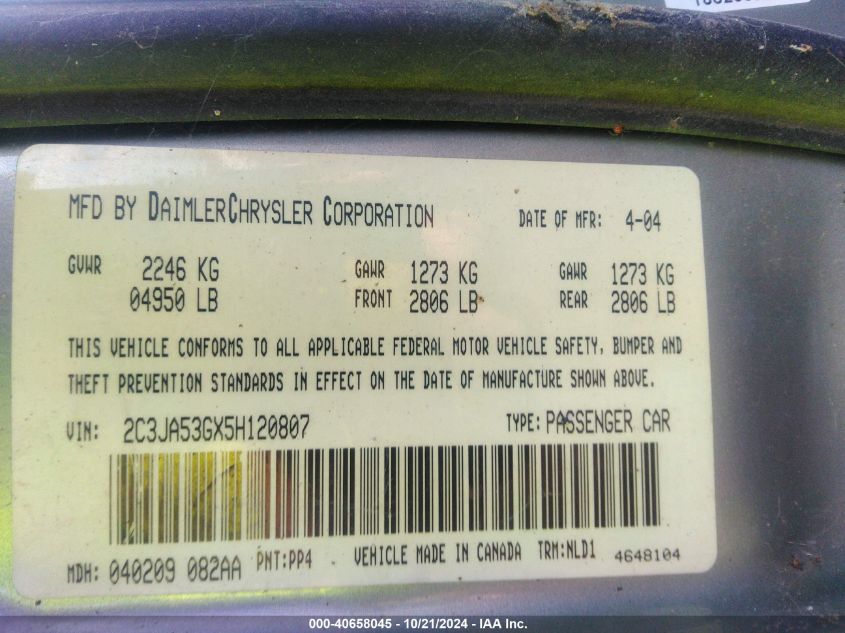 MFD BY DAIMLERCHRYSLER CORPORATION DATE OF MFR: 4-04
GVWR 2246 KG GAWR 1273 KG GAWR 1273 KG
04950 LB FRONT 2806 LB REAR 2806 LB
THIS VEHICLE CONFORMS TO ALL APPLICABLE FEDERAL MOTOR VEHICLE SAFETY, BUMPER AND
THEFT PREVENTION STANDARDS IN EFFECT ON THE DATE OF MANUFACTURE SHOWN ABOVE.
VIN: 2C3JA53GX5H120807 TYPE: PASSENGER CAR
MDH: 040209 082AA PNT:PP4 VEHICLE MADE IN CANADA TRM:NLD1 4648104
000-40658045 - 10/21/2024 - IAA Inc.